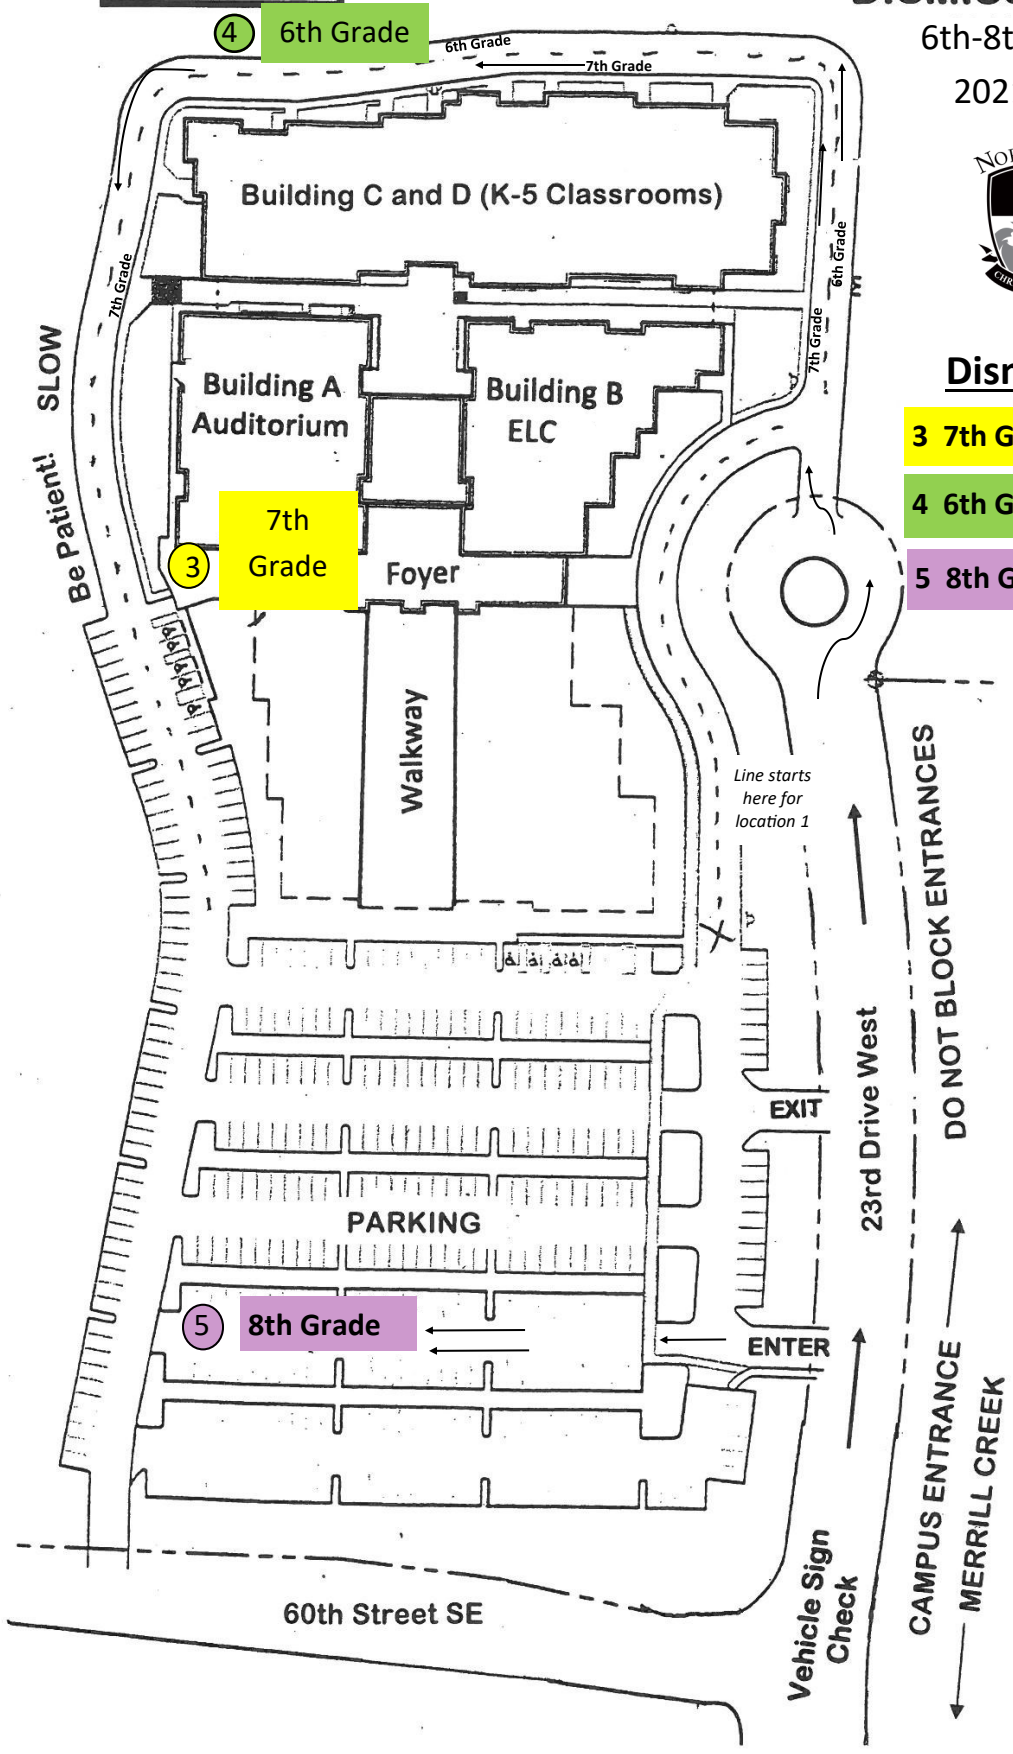 4 6th Grade
6th-8t
202
6th Grade
7th Grade
Building C and D (K-5 Classrooms)
7th Grade
6th Grade
7th Grade
NOR
CHR
Be Patient! SLOW
Building A
Auditorium
Building B
ELC
Disr
3 7th G
4 6th G
5 8th G
3
7th
Grade
Foyer
Walkway
Line starts
here for
location 1
DO NOT BLOCK ENTRANCES
23rd Drive West
EXIT
PARKING
5 8th Grade
ENTER
CAMPUS ENTRANCE
MERRILL CREEK
60th Street SE
Vehicle Sign
Check